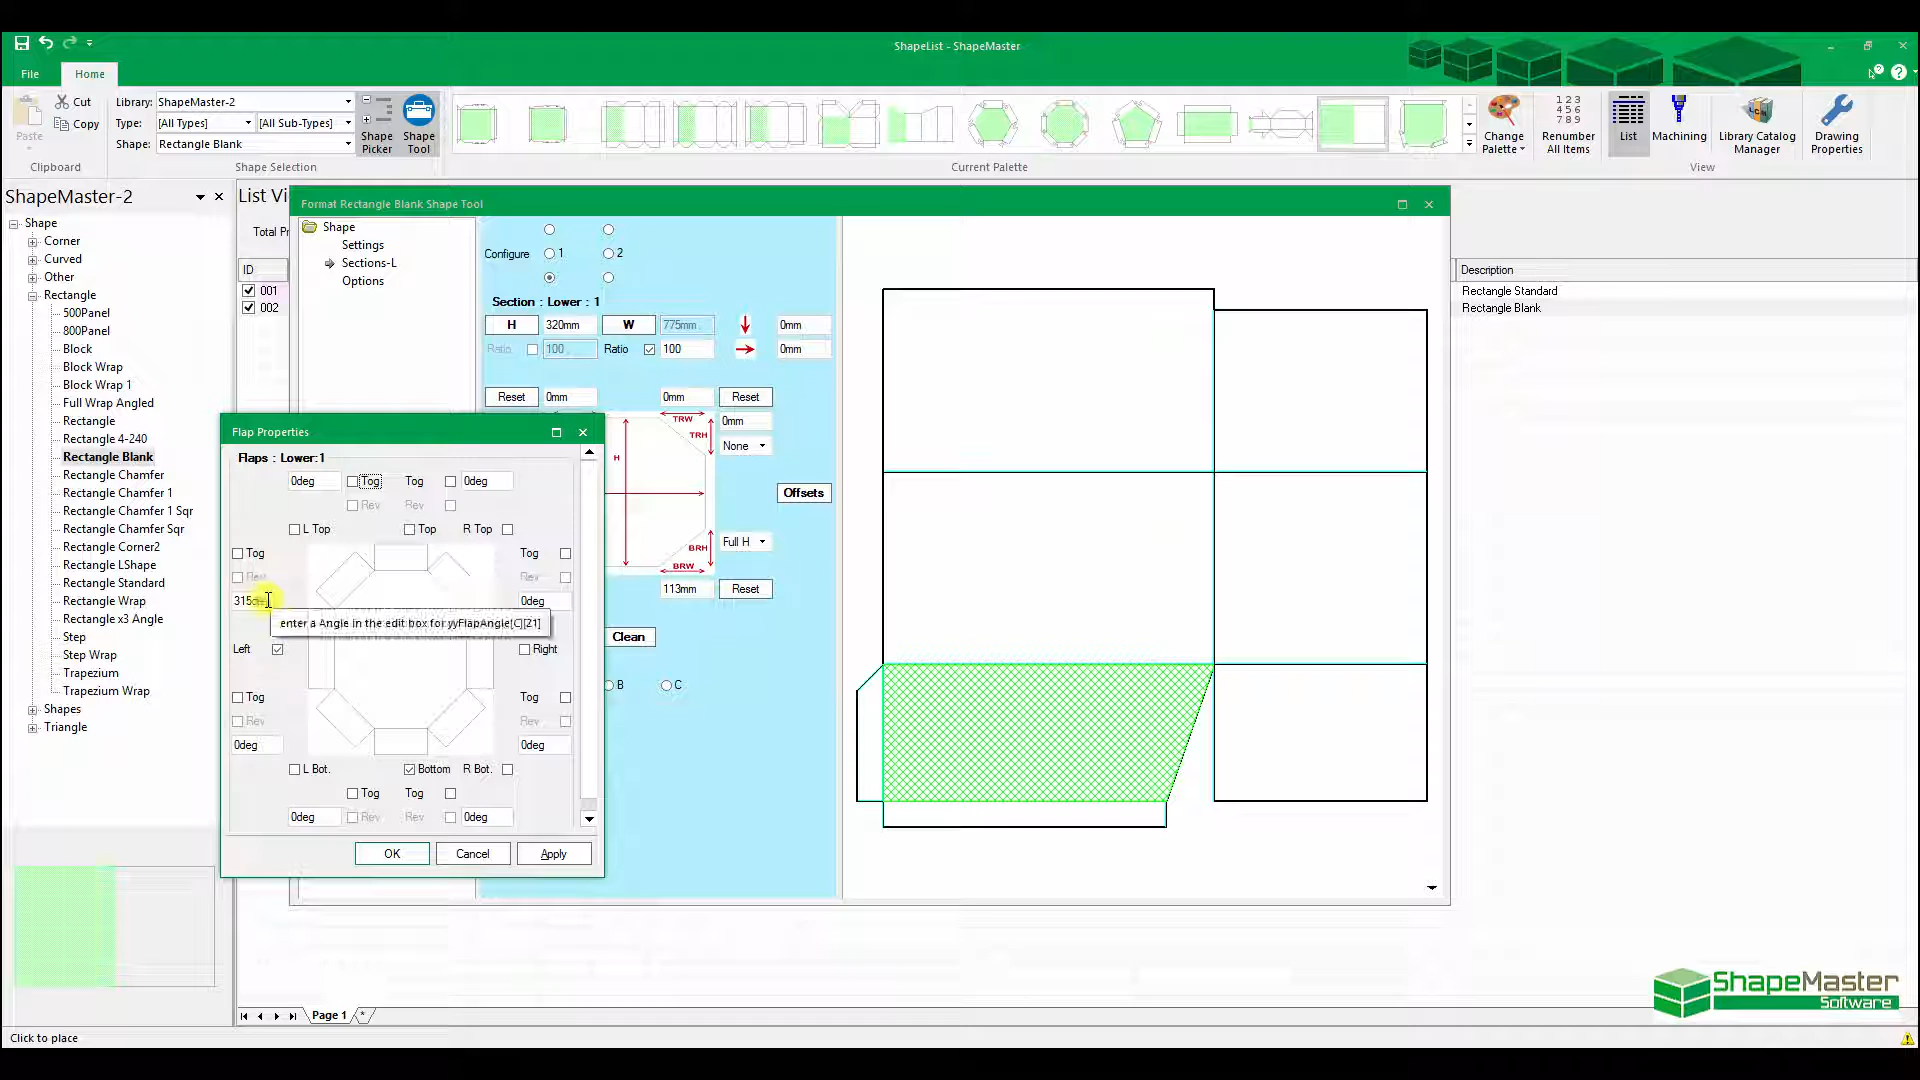 ShapeList - ShapeMaster
File
Home
Cut
Copy
Paste
Clipboard
Library:
ShapeMaster-2
Type:
[All Types]
[All Sub-Types]
Shape:
Rectangle Blank
Shape Selection
Shape Picker
Shape Tool
Current Palette
Change Palette
1 2 3
4 5 6
7 8 9
Renumber All Items
List
Machining
Library Catalog Manager
Drawing Properties
View
ShapeMaster-2
Shape
Corner
Curved
Other
Rectangle
500Panel
800Panel
Block
Block Wrap
Block Wrap 1
Full Wrap Angled
Rectangle
Rectangle 4-240
Rectangle Blank
Rectangle Chamfer
Rectangle Chamfer 1
Rectangle Chamfer 1 Sqr
Rectangle Chamfer Sqr
Rectangle Corner2
Rectangle LShape
Rectangle Standard
Rectangle Wrap
Rectangle x3 Angle
Step
Step Wrap
Trapezium
Trapezium Wrap
Shapes
Triangle
List Vi
Total Pr
ID
001
002
Description
Rectangle Standard
Rectangle Blank
Format Rectangle Blank Shape Tool
Shape
Settings
Sections-L
Options
Configure
1
2
Section : Lower : 1
H
320mm
W
775mm
0mm
Ratio
100
Ratio
100
0mm
Reset
0mm
0mm
Reset
TRW
TRH
0mm
None
H
Offsets
BRH
Full H
BRW
113mm
Reset
Clean
B
C
Flap Properties
Flaps : Lower:1
0deg
Tog
Tog
0deg
Rev
Rev
L Top
Top
R Top
Tog
Tog
Rev
Rev
315
0deg
enter a Angle in the edit box for yyFlapAngle[C][Z1]
Left
Right
Tog
Tog
Rev
Rev
0deg
0deg
L Bot.
Bottom
R Bot.
Tog
Tog
0deg
Rev
Rev
0deg
OK
Cancel
Apply
Page 1
Click to place
ShapeMaster
Software